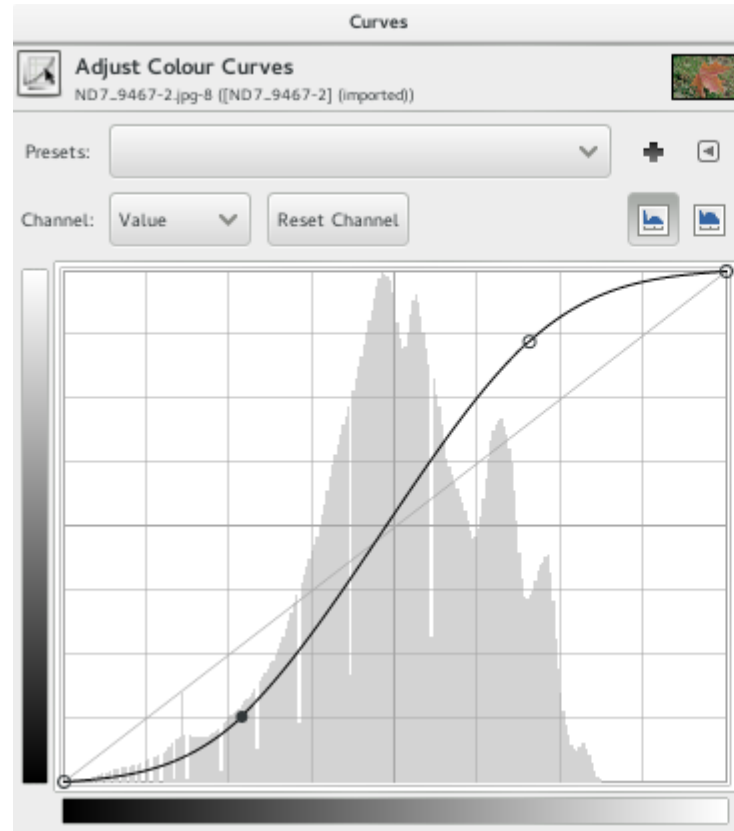 Curves
Adjust Colour Curves
ND7_9467-2.jpg-8 ([ND7_9467-2] (imported))
Presets:
Channel: Value Reset Channel